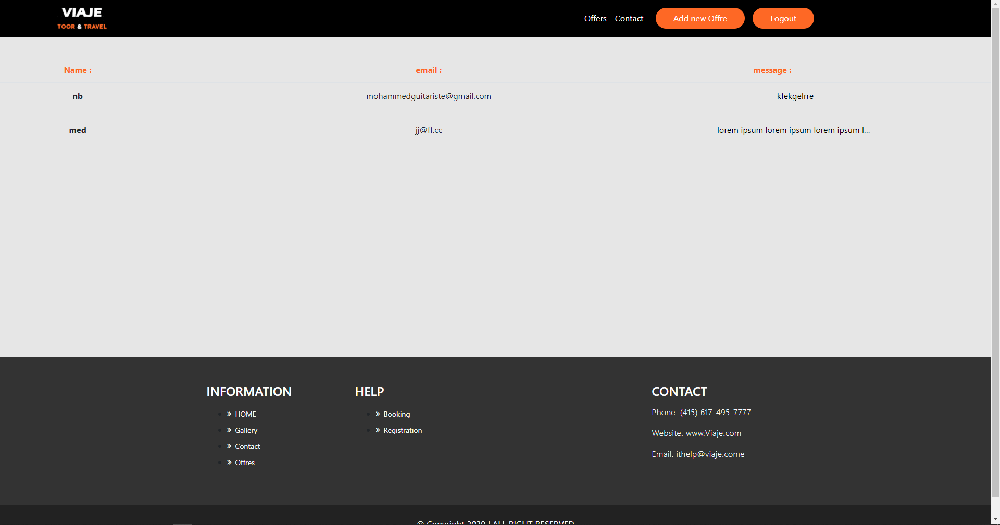 VIAJE
TOOR & TRAVEL
Offers Contact Add new Offre Logout
Name : email : message :
nb mohammedguitariste@gmail.com kfekgelrre
med jj@ff.cc lorem ipsum lorem ipsum lorem ipsum l...
INFORMATION
» HOME
» Gallery
» Contact
» Offres
HELP
» Booking
» Registration
CONTACT
Phone: (415) 617-495-7777
Website: www.Viaje.com
Email: ithelp@viaje.come
© Copyright 2020 | ALL RIGHT RESERVED